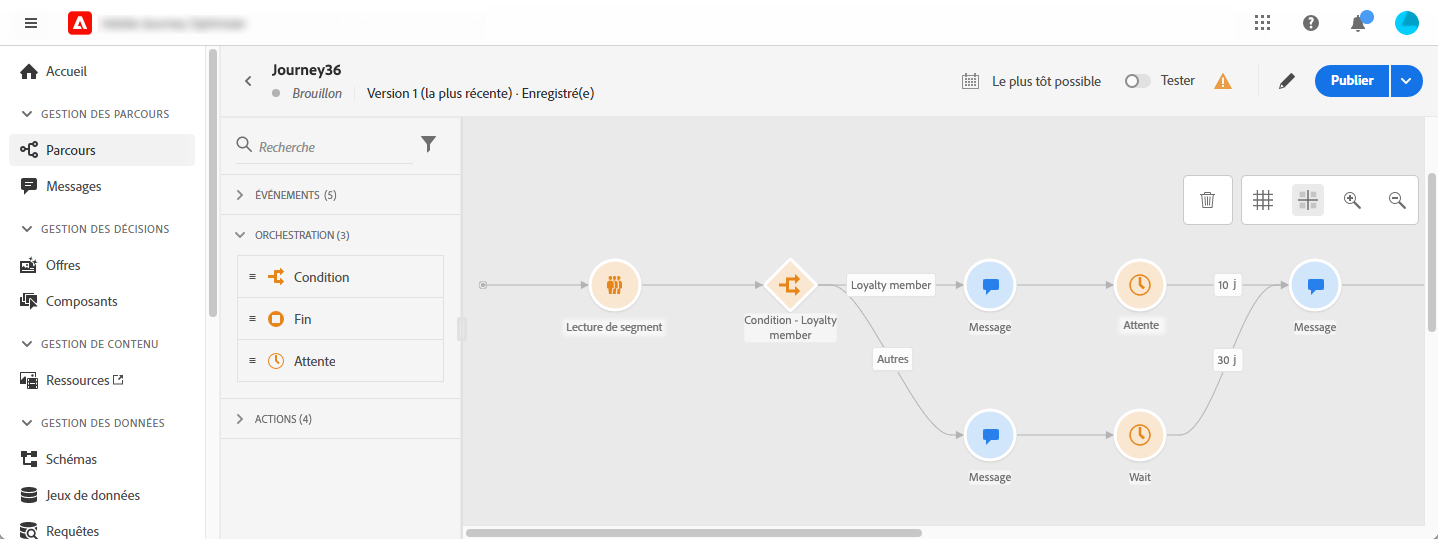 Accueil
GESTION DES PARCOURS
Parcours
Messages
GESTION DES DÉCISIONS
Offres
Composants
GESTION DE CONTENU
Ressources
GESTION DES DONNÉES
Schémas
Jeux de données
Requêtes
Journey36
Brouillon
Version 1 (la plus récente) · Enregistré(e)
Le plus tôt possible
Tester
Publier
Recherche
ÉVÉNEMENTS (5)
ORCHESTRATION (3)
Condition
Fin
Attente
ACTIONS (4)
Lecture de segment
Condition - Loyalty
member
Loyalty member
Autres
Message
Attente
10 j
Message
30 j
Message
Wait